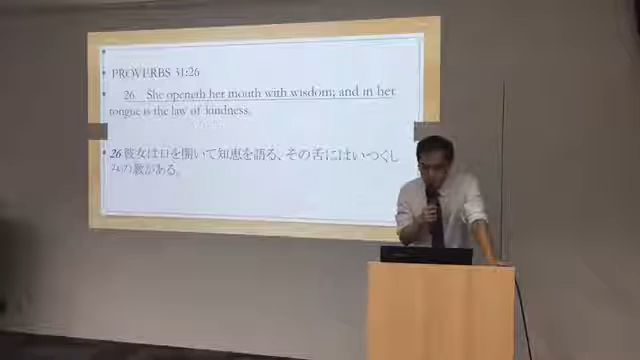 PROVERBS 31:26
26 She openeth her mouth with wisdom; and in her
tongue is the law of kindness.
26 彼女は口を開いて知恵を語る、その舌にはいつくし
みの教がある。